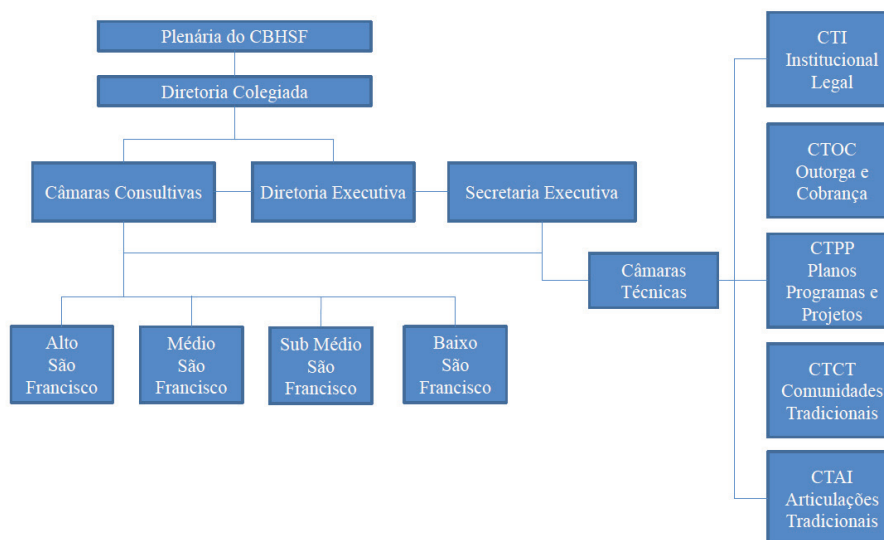 Plenária do CBHSF
Diretoria Colegiada
Câmaras Consultivas
Diretoria Executiva
Secretaria Executiva
Câmaras
Técnicas
Alto
São
Francisco
Médio
São
Francisco
Sub Médio
São
Francisco
Baixo
São
Francisco
CTI
Institucional
Legal
CTOC
Outorga e
Cobrança
CTPP
Planos
Programas e
Projetos
CTCT
Comunidades
Tradicionais
CTAI
Articulações
Tradicionais